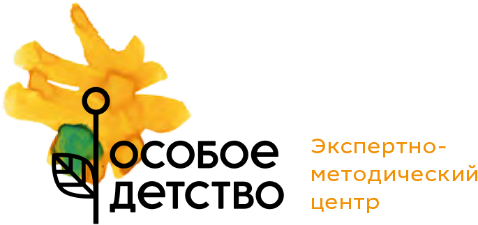 особое
детство
Экспертно-
методический
центр